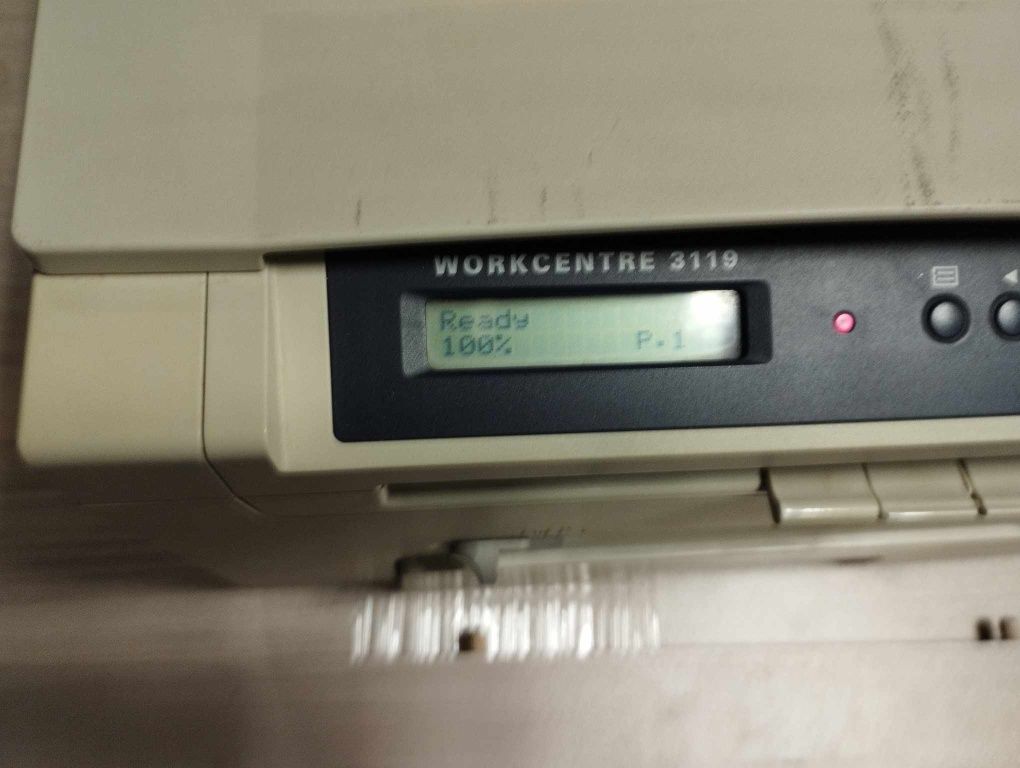 WORKCENTRE 3119
Ready
100% P.1